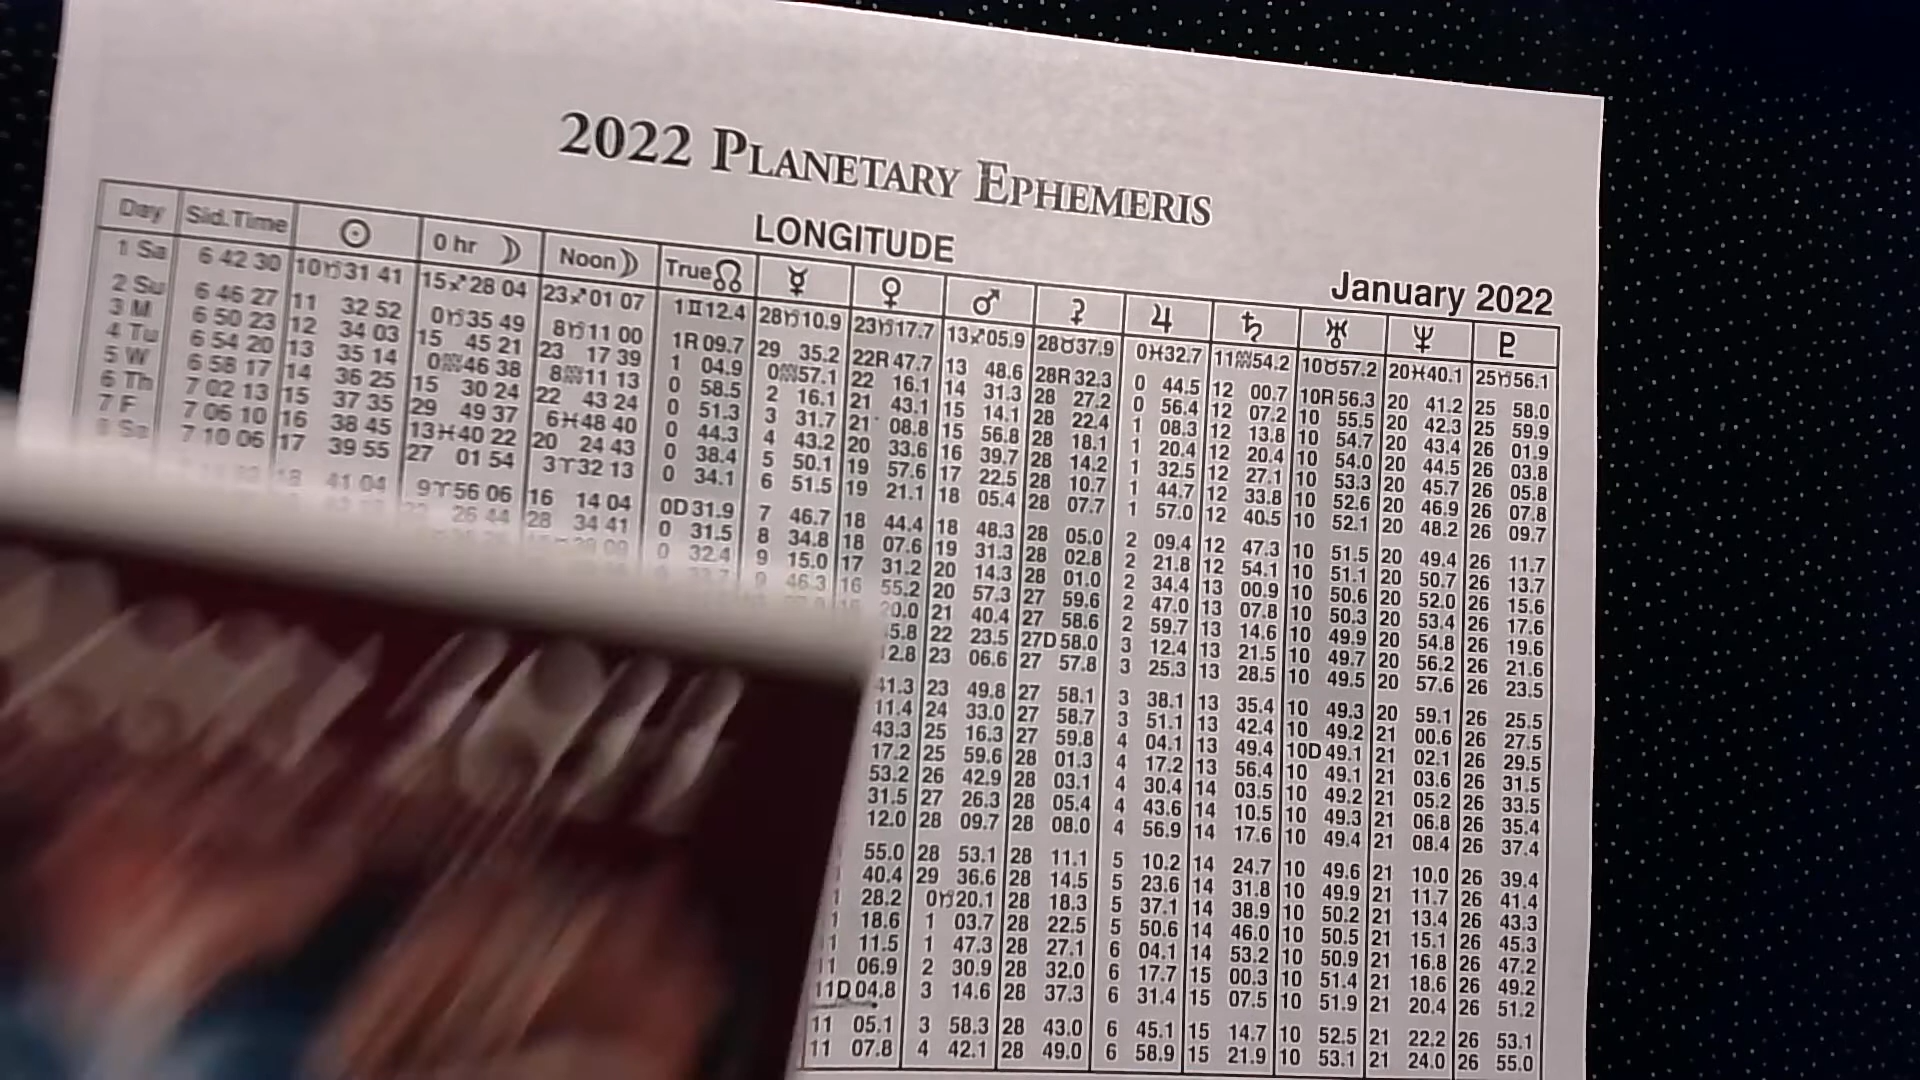 2022 PLANETARY EPHEMERIS
LONGITUDE
January 2022
Day Sid.Time ☉ 0 hr ☽ Noon ☽ True ☊ ☿ ♀ ♂ ⚳ ♃ ♄ ♅ ♆ ♇
1 Sa 6 42 30 10♑31 41 15♐28 04 23♐01 07 1♊12.4 28♑10.9 23♑17.7 13♐05.9 28♉37.9 0♓32.7 11♒54.2 10♉57.2 20♓40.1 25♑56.1
2 Su 6 46 27 11 32 52 0♑35 49 8♑11 00 1R09.7 29 35.2 22R47.7 13 48.6 28R32.3 0 44.5 12 00.7 10R56.3 20 41.2 25 58.0
3 M 6 50 23 12 34 03 15 45 21 23 17 39 1 04.9 0♒57.1 22 16.1 14 31.3 28 27.2 0 56.4 12 07.2 10 55.5 20 42.3 25 59.9
4 Tu 6 54 20 13 35 14 0♒46 38 8♒11 13 0 58.5 2 16.1 21 43.1 15 14.1 28 22.4 1 08.3 12 13.8 10 54.7 20 43.4 26 01.9
5 W 6 58 17 14 36 25 15 30 24 22 43 24 0 51.3 3 31.7 21 08.8 15 56.8 28 18.1 1 20.4 12 20.4 10 54.0 20 44.5 26 03.8
6 Th 7 02 13 15 37 35 29 49 37 6♓48 40 0 44.3 4 43.2 20 33.6 16 39.7 28 14.2 1 32.5 12 27.1 10 53.3 20 45.7 26 05.8
7 F 7 06 10 16 38 45 13♓40 22 20 24 43 0 38.4 5 50.1 19 57.6 17 22.5 28 10.7 1 44.7 12 33.8 10 52.6 20 46.9 26 07.8
8 Sa 7 10 06 17 39 55 27 01 54 3♈32 13 0 34.1 6 51.5 19 21.1 18 05.4 28 07.7 1 57.0 12 40.5 10 52.1 20 48.2 26 09.7
18 41 04 9♈56 06 16 14 04 0D31.9 7 46.7 18 44.4 18 48.3 28 05.0 2 09.4 12 47.3 10 51.5 20 49.4 26 11.7
26 44 28 34 41 0 31.5 8 34.8 18 07.6 19 31.3 28 02.8 2 21.8 12 54.1 10 51.1 20 50.7 26 13.7
0 32.4 9 15.0 17 31.2 20 14.3 28 01.0 2 34.4 13 00.9 10 50.6 20 52.0 26 15.6
46.3 16 55.2 20 57.3 27 59.6 2 47.0 13 07.8 10 50.3 20 53.4 26 17.6
20.0 21 40.4 27 58.6 2 59.7 13 14.6 10 49.9 20 54.8 26 19.6
5.8 22 23.5 27D58.0 3 12.4 13 21.5 10 49.7 20 56.2 26 21.6
2.8 23 06.6 27 57.8 3 25.3 13 28.5 10 49.5 20 57.6 26 23.5
41.3 23 49.8 27 58.1 3 38.1 13 35.4 10 49.3 20 59.1 26 25.5
11.4 24 33.0 27 58.7 3 51.1 13 42.4 10 49.2 21 00.6 26 27.5
43.3 25 16.3 27 59.8 4 04.1 13 49.4 10D49.1 21 02.1 26 29.5
17.2 25 59.6 28 01.3 4 17.2 13 56.4 10 49.1 21 03.6 26 31.5
53.2 26 42.9 28 03.1 4 30.4 14 03.5 10 49.2 21 05.2 26 33.5
31.5 27 26.3 28 05.4 4 43.6 14 10.5 10 49.3 21 06.8 26 35.4
12.0 28 09.7 28 08.0 4 56.9 14 17.6 10 49.4 21 08.4 26 37.4
55.0 28 53.1 28 11.1 5 10.2 14 24.7 10 49.6 21 10.0 26 39.4
40.4 29 36.6 28 14.5 5 23.6 14 31.8 10 49.9 21 11.7 26 41.4
28.2 0♑20.1 28 18.3 5 37.1 14 38.9 10 50.2 21 13.4 26 43.3
18.6 1 03.7 28 22.5 5 50.6 14 46.0 10 50.5 21 15.1 26 45.3
11.5 1 47.3 28 27.1 6 04.1 14 53.2 10 50.9 21 16.8 26 47.2
11 06.9 2 30.9 28 32.0 6 17.7 15 00.3 10 51.4 21 18.6 26 49.2
11D04.8 3 14.6 28 37.3 6 31.4 15 07.5 10 51.9 21 20.4 26 51.2
11 05.1 3 58.3 28 43.0 6 45.1 15 14.7 10 52.5 21 22.2 26 53.1
11 07.8 4 42.1 28 49.0 6 58.9 15 21.9 10 53.1 21 24.0 26 55.0